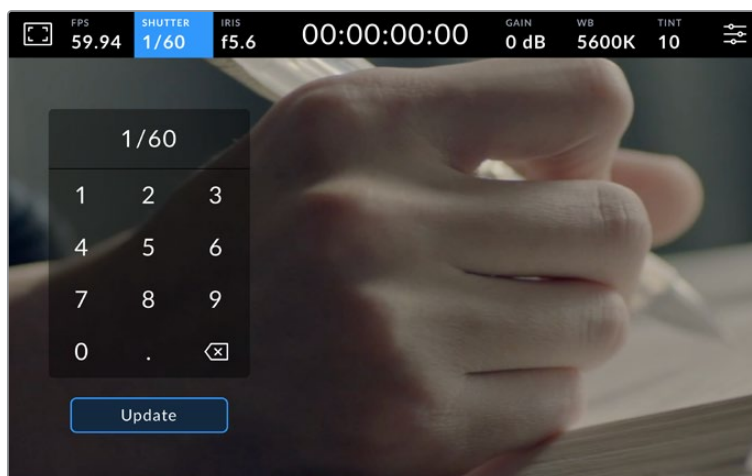 FPS SHUTTER IRIS GAIN WB TINT
59.94 1/60 f5.6 00:00:00:00 0 dB 5600K 10
1/60
1 2 3
4 5 6
7 8 9
0 .
Update